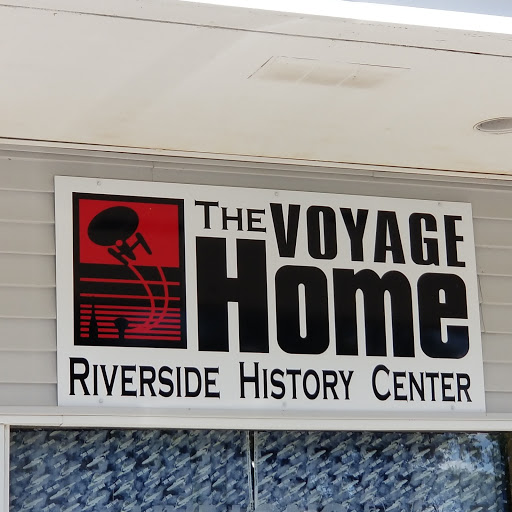 The VOYAGE
Home
Riverside History Center